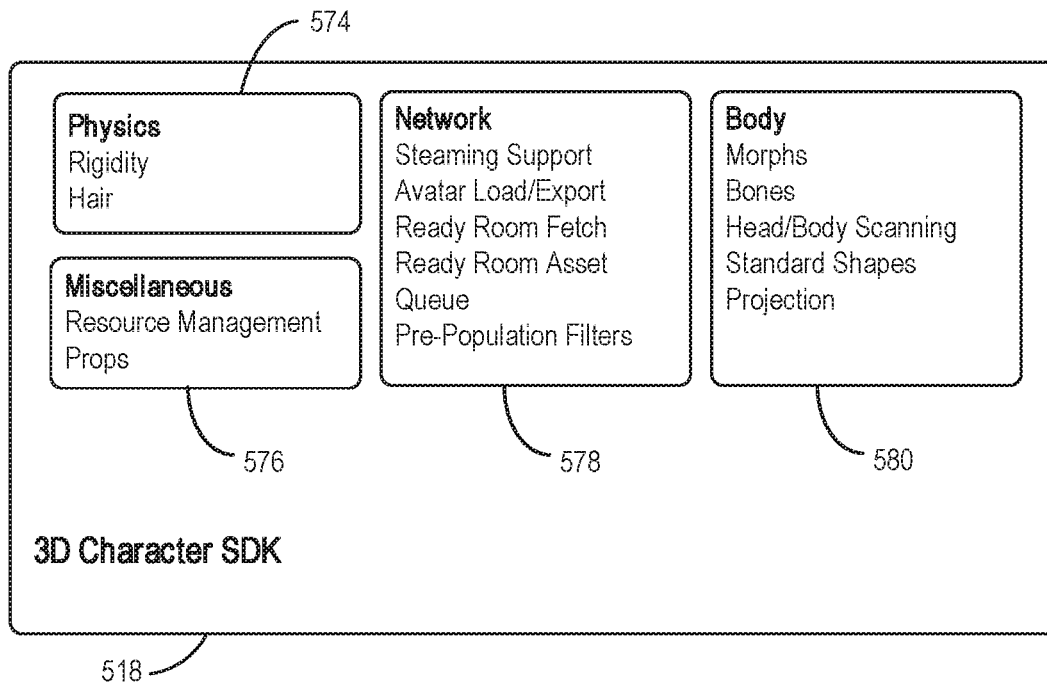 574
Physics
Rigidity
Hair
Miscellaneous
Resource Management
Props
576
Network
Steaming Support
Avatar Load/Export
Ready Room Fetch
Ready Room Asset
Queue
Pre-Population Filters
578
Body
Morphs
Bones
Head/Body Scanning
Standard Shapes
Projection
580
3D Character SDK
518